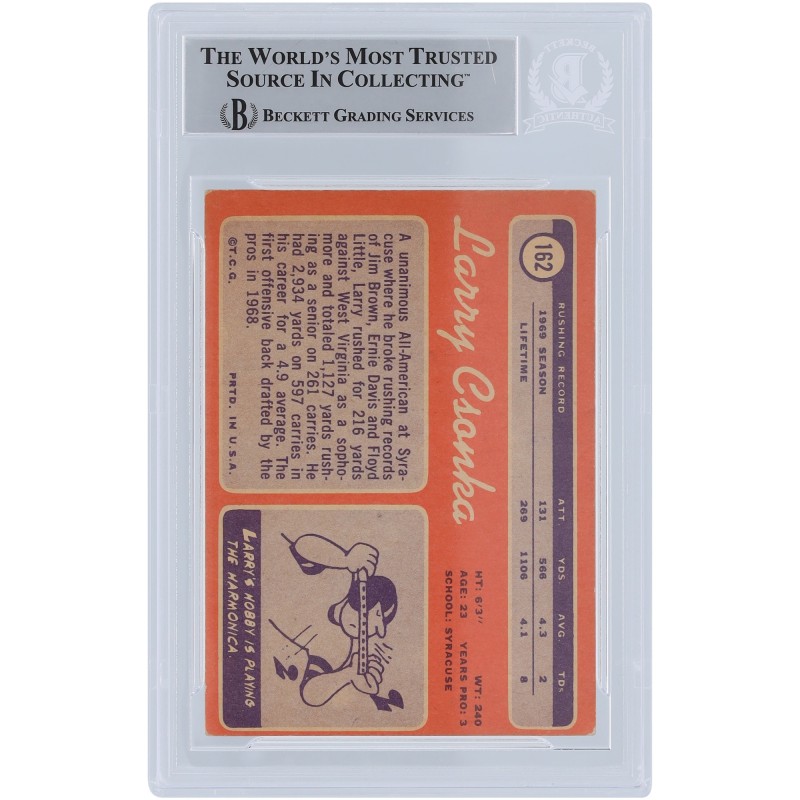 THE WORLD'S MOST TRUSTED
SOURCE IN COLLECTING™
B BECKETT GRADING SERVICES
BECKETT
B
AUTHENTIC
162
RUSHING RECORD ATT. YDS AVG. TDs
1969 SEASON 131 566 4.3 2
LIFETIME 269 1106 4.1 8
Larry Csonka
HT: 6'3" WT: 240
AGE: 23 YEARS PRO: 3
SCHOOL: SYRACUSE
A unanimous All-American at Syra-
cuse where he broke rushing records
of Jim Brown, Ernie Davis and Floyd
Little, Larry rushed for 216 yards
against West Virginia as a sopho-
more and totaled 1,127 yards rush-
ing as a senior on 261 carries. He
had 2,934 yards on 597 carries in
his career for a 4.9 average. The
first offensive back drafted by the
pros in 1968.
©T.C.G. PRTD. IN U.S.A.
LARRY'S HOBBY IS PLAYING
THE HARMONICA.